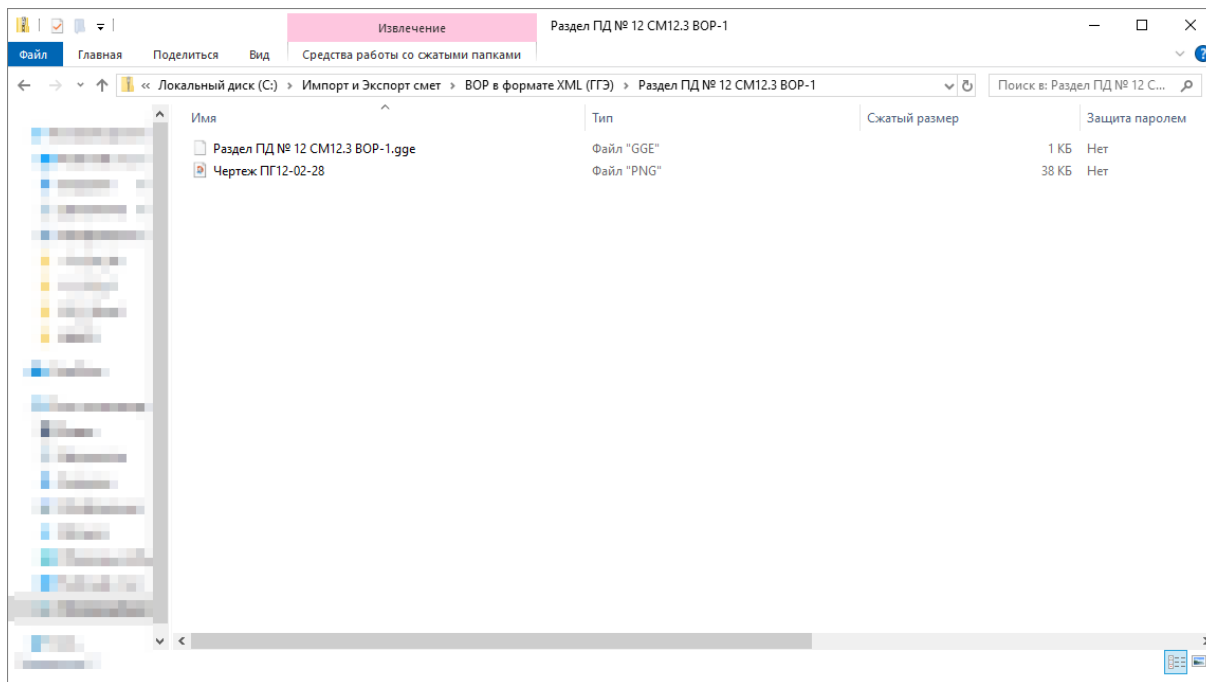 Извлечение
Раздел ПД № 12 СМ12.3 ВОР-1
Файл Главная Поделиться Вид Средства работы со сжатыми папками
« Локальный диск (C:) > Импорт и Экспорт смет > ВОР в формате XML (ГГЭ) > Раздел ПД № 12 СМ12.3 ВОР-1
Поиск в: Раздел ПД № 12 С...
Имя Тип Сжатый размер Защита паролем
Раздел ПД № 12 СМ12.3 ВОР-1.gge Файл "GGE" 1 КБ Нет
Чертеж ПГ12-02-28 Файл "PNG" 38 КБ Нет